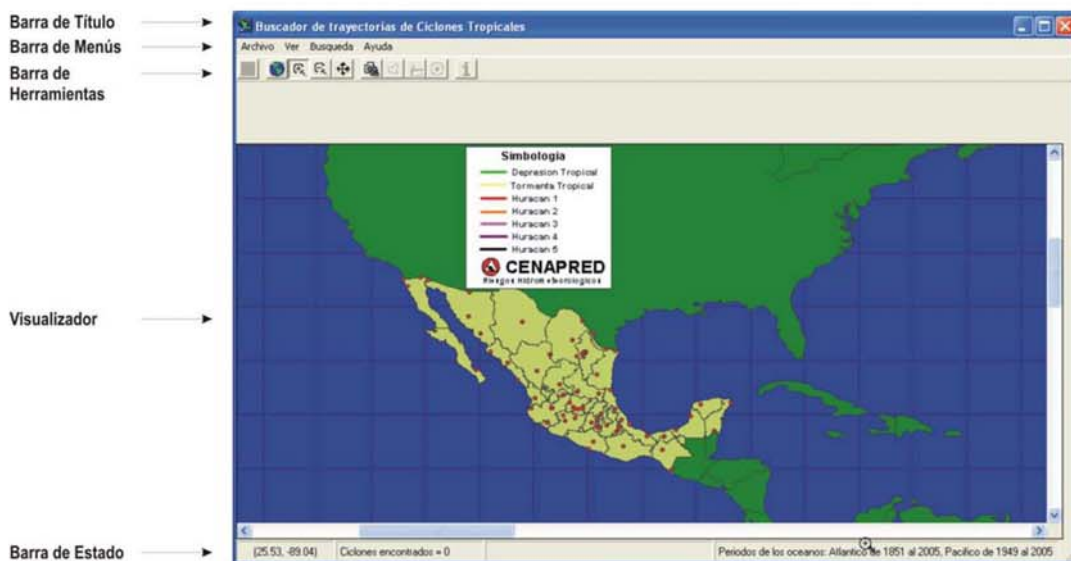 Barra de Título
Buscador de trayectorias de Ciclones Tropicales
Barra de Menús
Archivo Ver Busqueda Ayuda
Barra de
Herramientas
Simbología
Depresion Tropical
Tormenta Tropical
Huracan 1
Huracan 2
Huracan 3
Huracan 4
Huracan 5
CENAPRED
Riesgos Hidrometeorologicos
Visualizador
Barra de Estado
(25.53, -89.04)
Ciclones encontrados = 0
Periodos de los oceanos: Atlantico de 1851 al 2005, Pacifico de 1949 al 2005